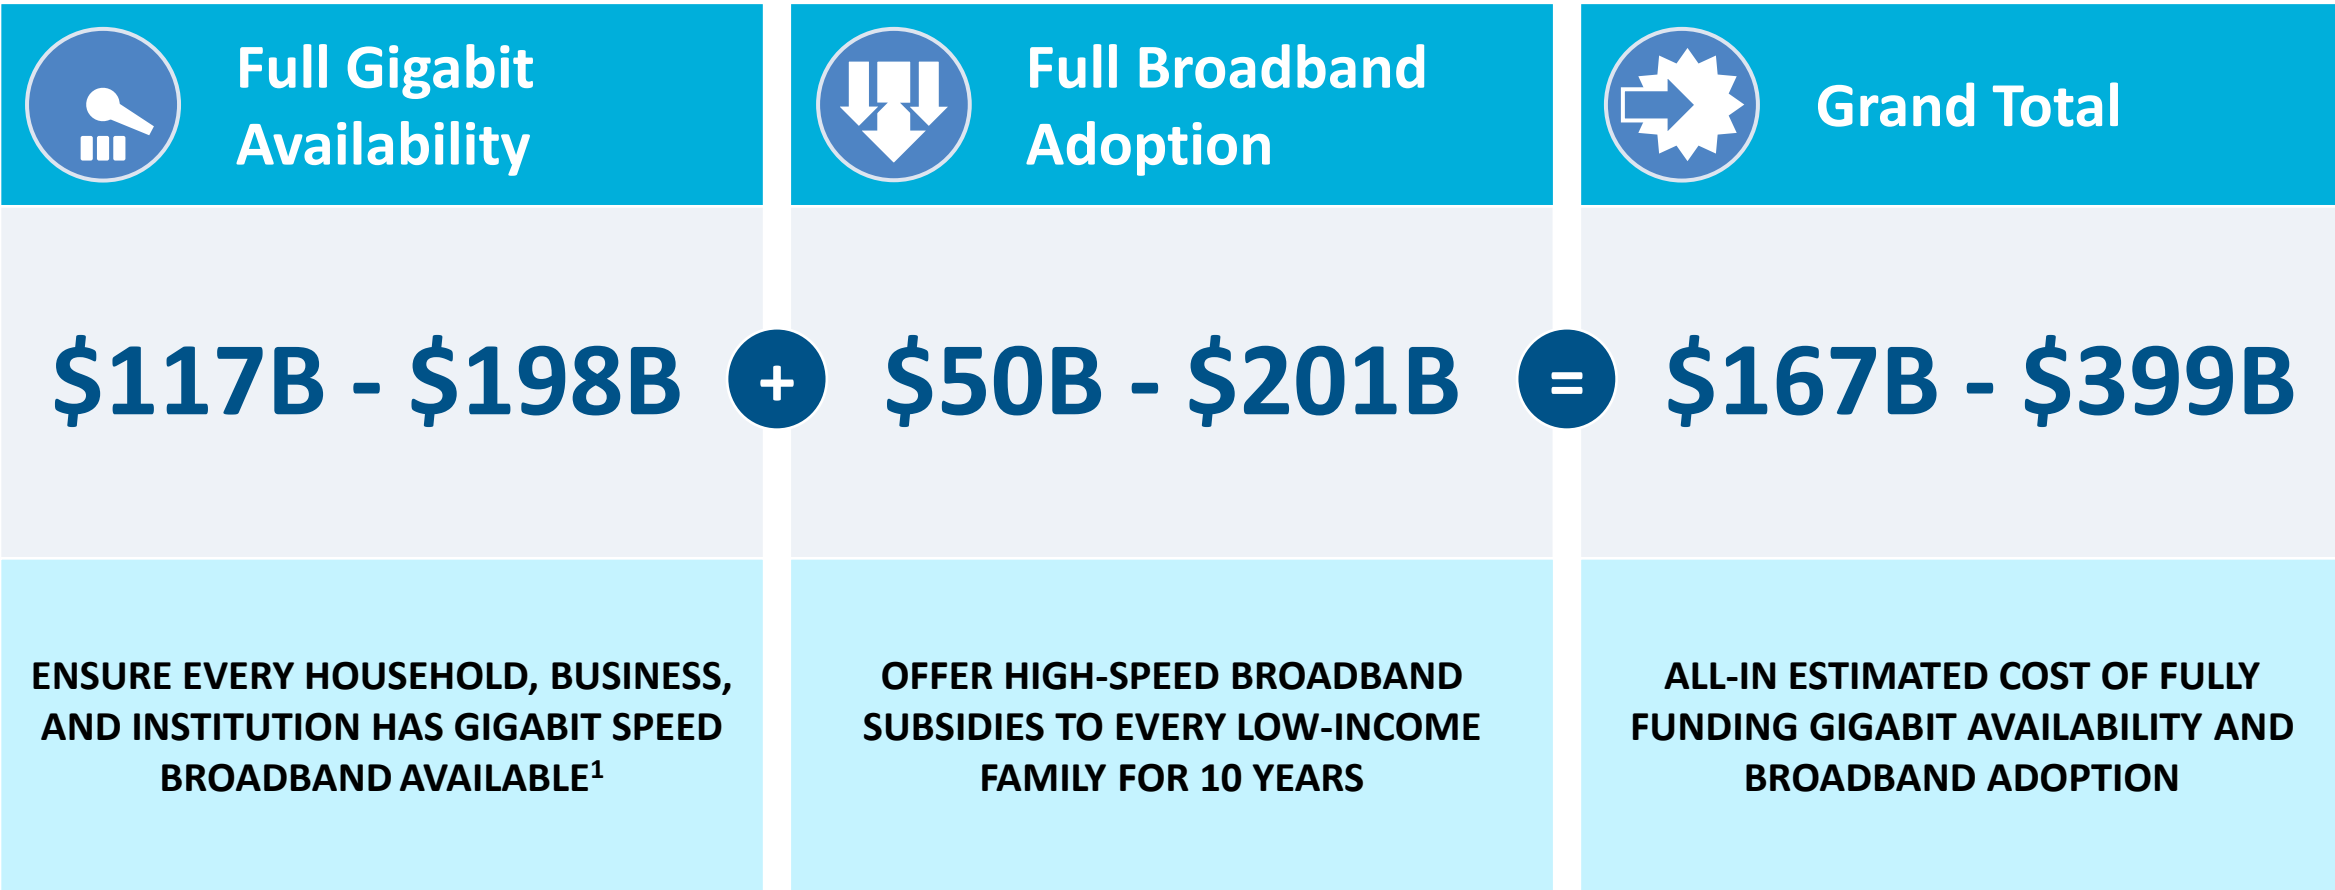 Full Gigabit
Availability
$117B - $198B
ENSURE EVERY HOUSEHOLD, BUSINESS,
AND INSTITUTION HAS GIGABIT SPEED
BROADBAND AVAILABLE¹
+
Full Broadband
Adoption
$50B - $201B
OFFER HIGH-SPEED BROADBAND
SUBSIDIES TO EVERY LOW-INCOME
FAMILY FOR 10 YEARS
=
Grand Total
$167B - $399B
ALL-IN ESTIMATED COST OF FULLY
FUNDING GIGABIT AVAILABILITY AND
BROADBAND ADOPTION